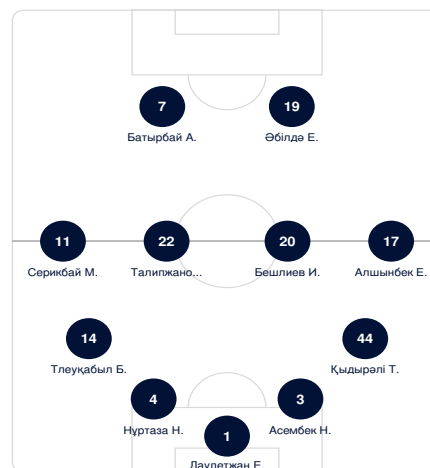 7
19
Батырбай А.
Әбілдә Е.
11
22
20
17
Серикбай М.
Талипжано...
Бешлиев И.
Алшынбек Е.
14
44
Тлеуқабыл Б.
Қыдырәлі Т.
4
3
Нұртаза Н.
Асембек Н.
1
Даулетжан Е.